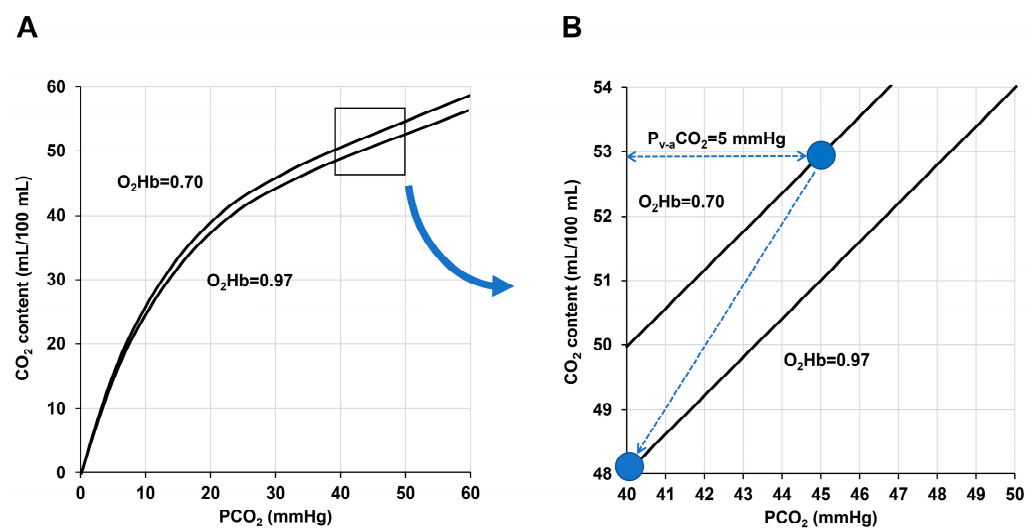 A
CO₂ content (mL/100 mL)
60
50
40
30
20
10
0
O₂Hb=0.70
O₂Hb=0.97
0 10 20 30 40 50 60
PCO₂ (mmHg)
B
CO₂ content (mL/100 mL)
54
53
52
51
50
49
48
Pᵥ₋ₐCO₂=5 mmHg
O₂Hb=0.70
O₂Hb=0.97
40 41 42 43 44 45 46 47 48 49 50
PCO₂ (mmHg)